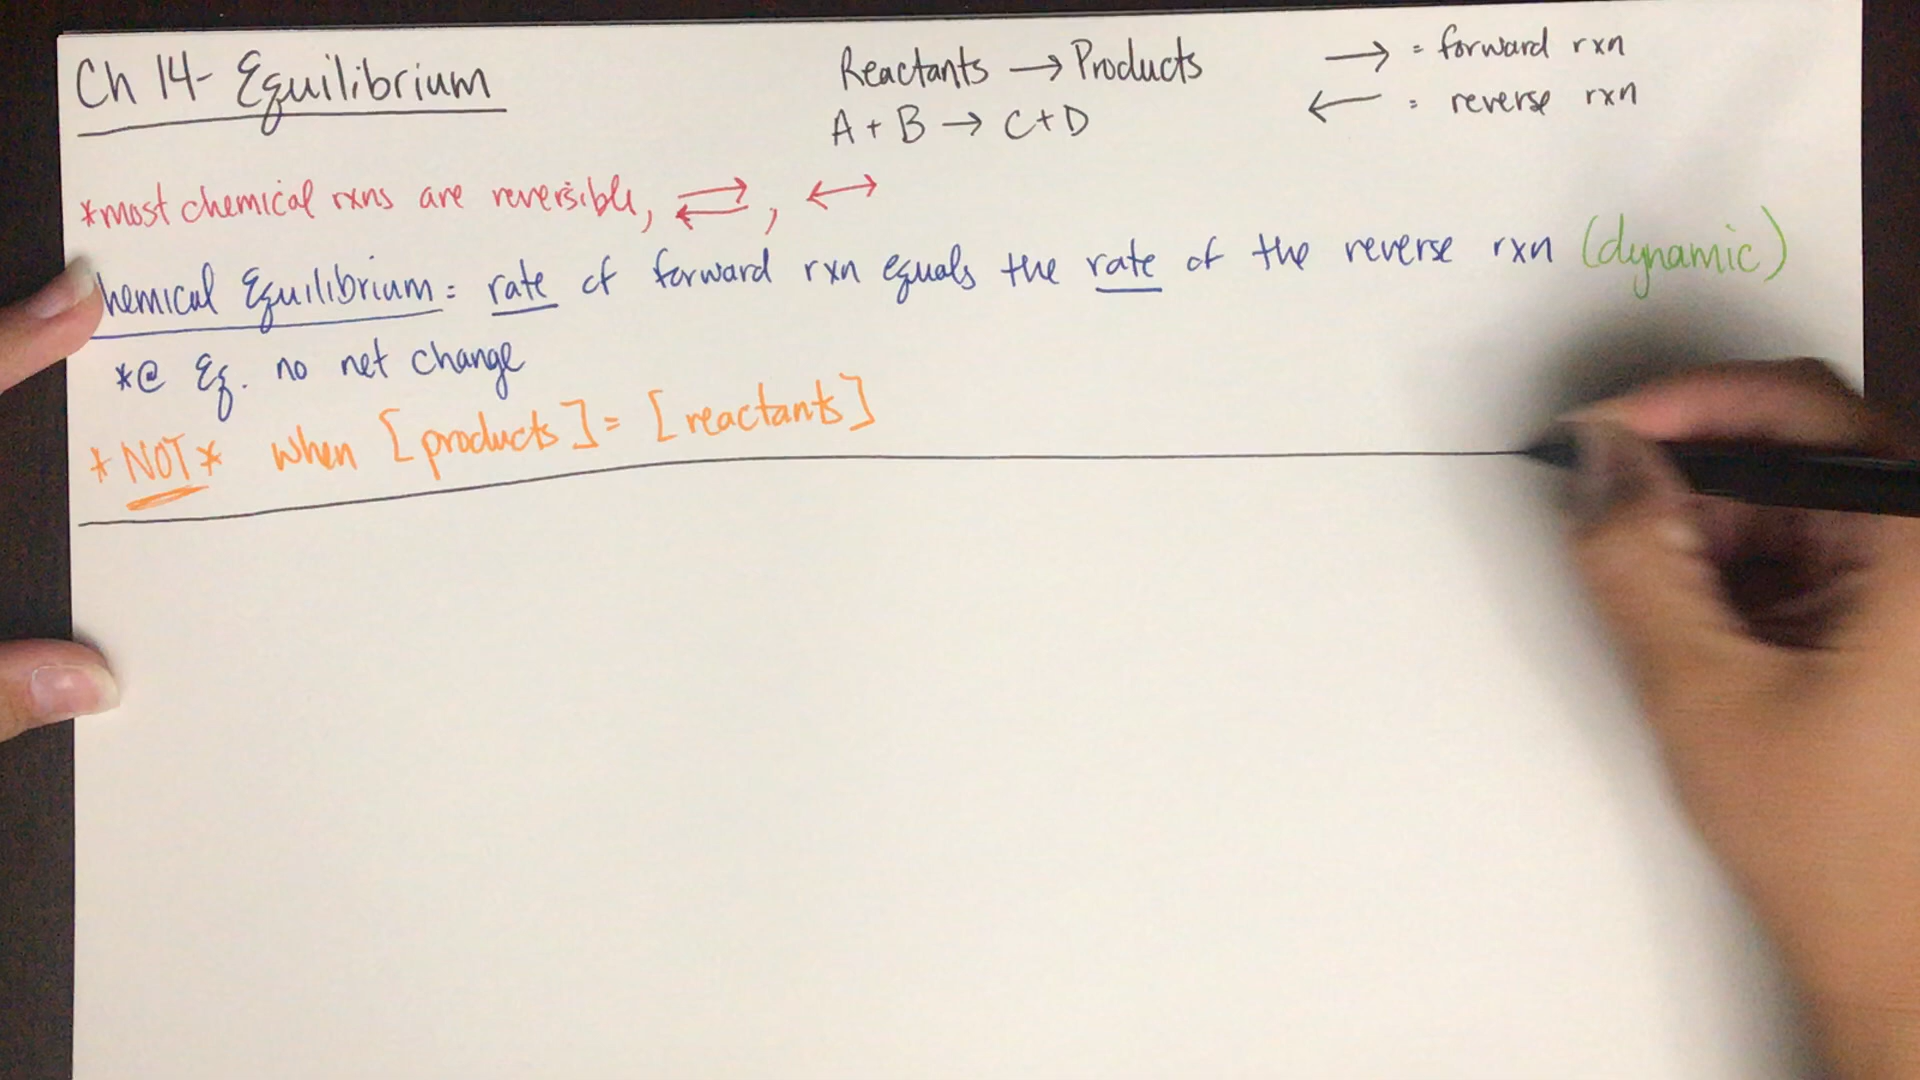 Ch 14- Equilibrium
Reactants → Products
A + B → C+D
→ = forward rxn
← = reverse rxn
*most chemical rxns are reversible, ⇄, ↔
hemical Equilibrium = rate of forward rxn equals the rate of the reverse rxn (dynamic)
*@ Eq. no net change
*NOT* when [products] = [reactants]